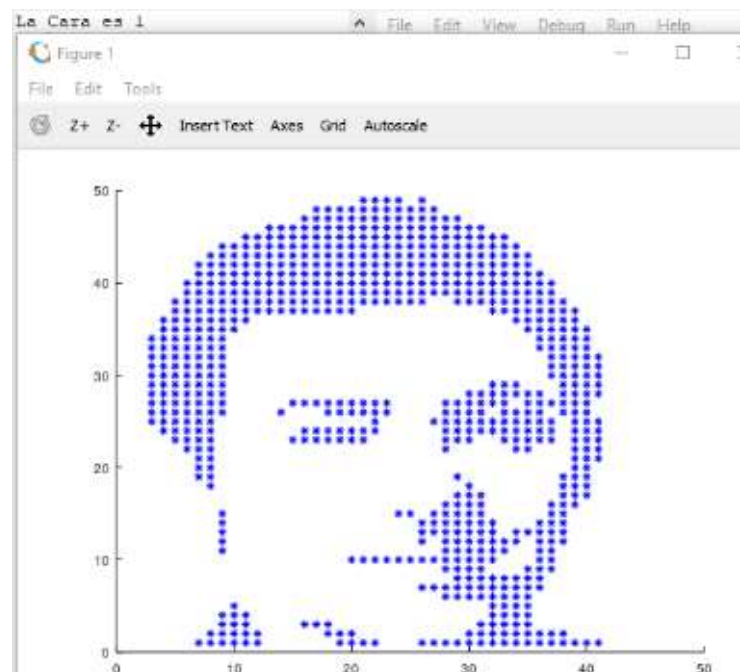 La Cara es 1
File Edit View Debug Run Help
Figure 1
File Edit Tools
Z+ Z- Insert Text Axes Grid Autoscale
50
40
30
20
10
0
0 10 20 30 40 50